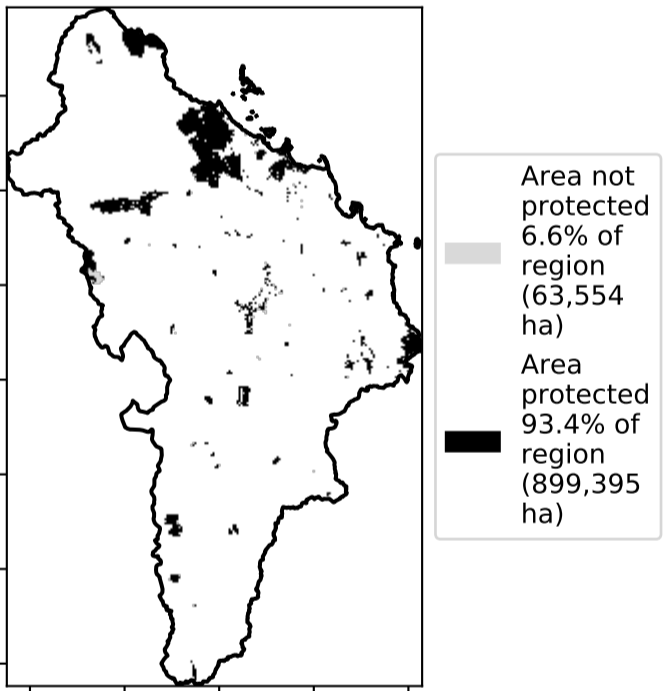 Area not
protected
6.6% of
region
(63,554
ha)
Area
protected
93.4% of
region
(899,395
ha)